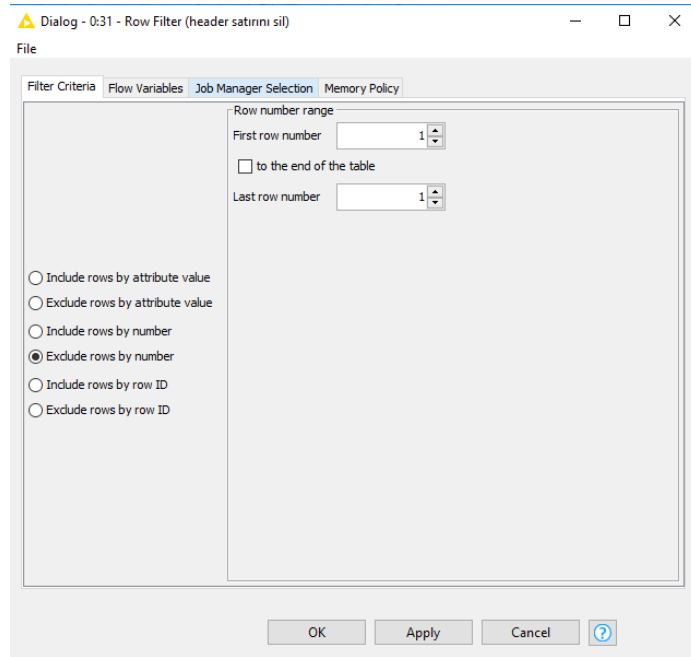 Dialog - 0:31 - Row Filter (header satırını sil)
File
Filter Criteria Flow Variables Job Manager Selection Memory Policy
Row number range
First row number 1
to the end of the table
Last row number 1
Include rows by attribute value
Exclude rows by attribute value
Include rows by number
Exclude rows by number
Include rows by row ID
Exclude rows by row ID
OK Apply Cancel ?